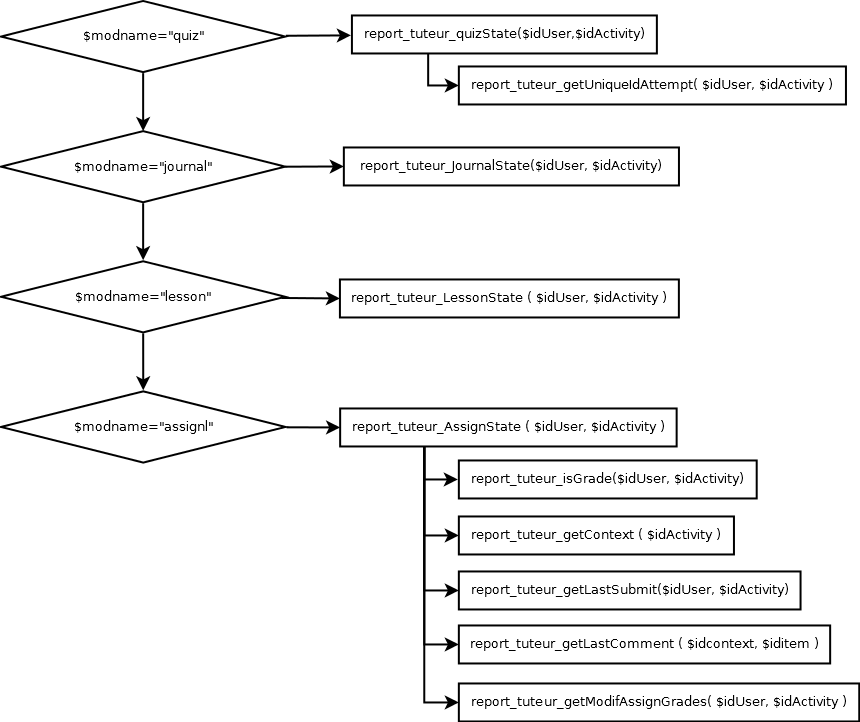 $modname="quiz"
report_tuteur_quizState($idUser,$idActivity)
report_tuteur_getUniqueIdAttempt( $idUser, $idActivity )
$modname="journal"
report_tuteur_JournalState($idUser, $idActivity)
$modname="lesson"
report_tuteur_LessonState ( $idUser, $idActivity )
$modname="assignl"
report_tuteur_AssignState ( $idUser, $idActivity )
report_tuteur_isGrade($idUser, $idActivity)
report_tuteur_getContext ( $idActivity )
report_tuteur_getLastSubmit($idUser, $idActivity)
report_tuteur_getLastComment ( $idcontext, $iditem )
report_tuteur_getModifAssignGrades( $idUser, $idActivity )